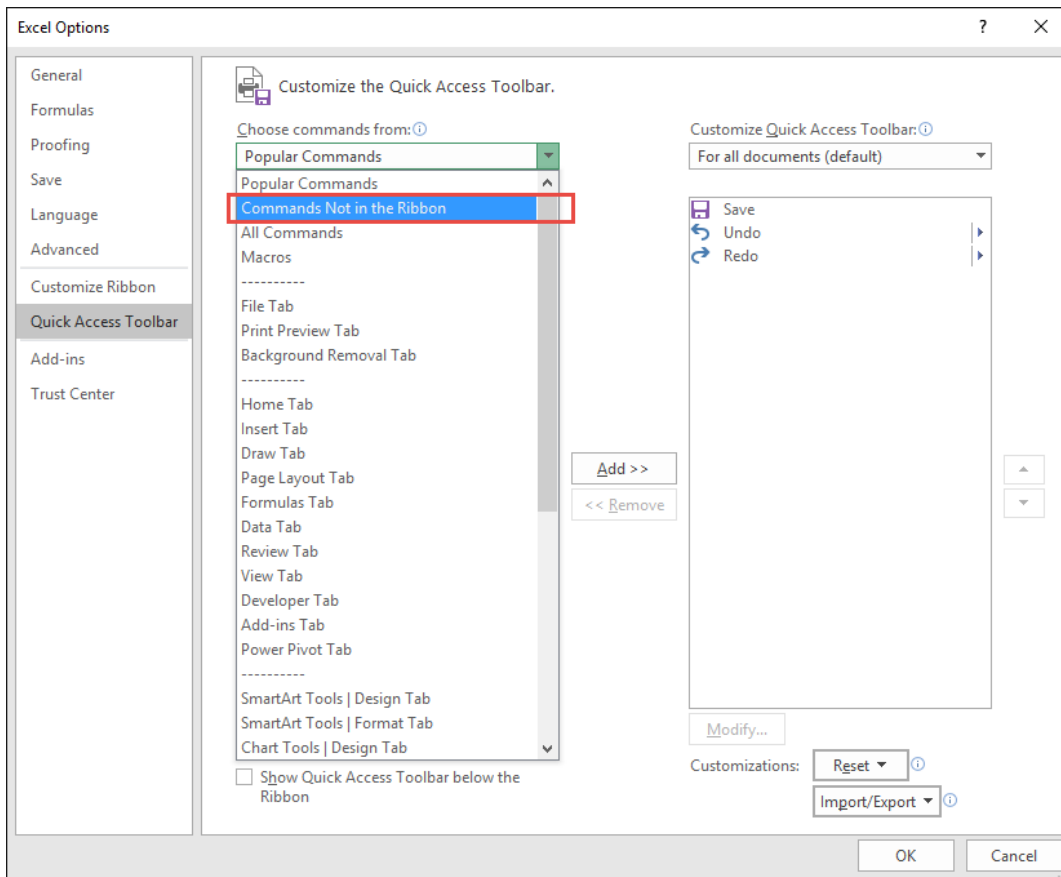 Excel Options
?
General
Formulas
Proofing
Save
Language
Advanced
Customize Ribbon
Quick Access Toolbar
Add-ins
Trust Center
Customize the Quick Access Toolbar.
Choose commands from:
Popular Commands
Popular Commands
Commands Not in the Ribbon
All Commands
Macros
----------
File Tab
Print Preview Tab
Background Removal Tab
----------
Home Tab
Insert Tab
Draw Tab
Page Layout Tab
Formulas Tab
Data Tab
Review Tab
View Tab
Developer Tab
Add-ins Tab
Power Pivot Tab
----------
SmartArt Tools | Design Tab
SmartArt Tools | Format Tab
Chart Tools | Design Tab
Show Quick Access Toolbar below the
Ribbon
Add >>
<< Remove
Customize Quick Access Toolbar:
For all documents (default)
Save
Undo
Redo
Modify...
Customizations:
Reset
Import/Export
OK
Cancel